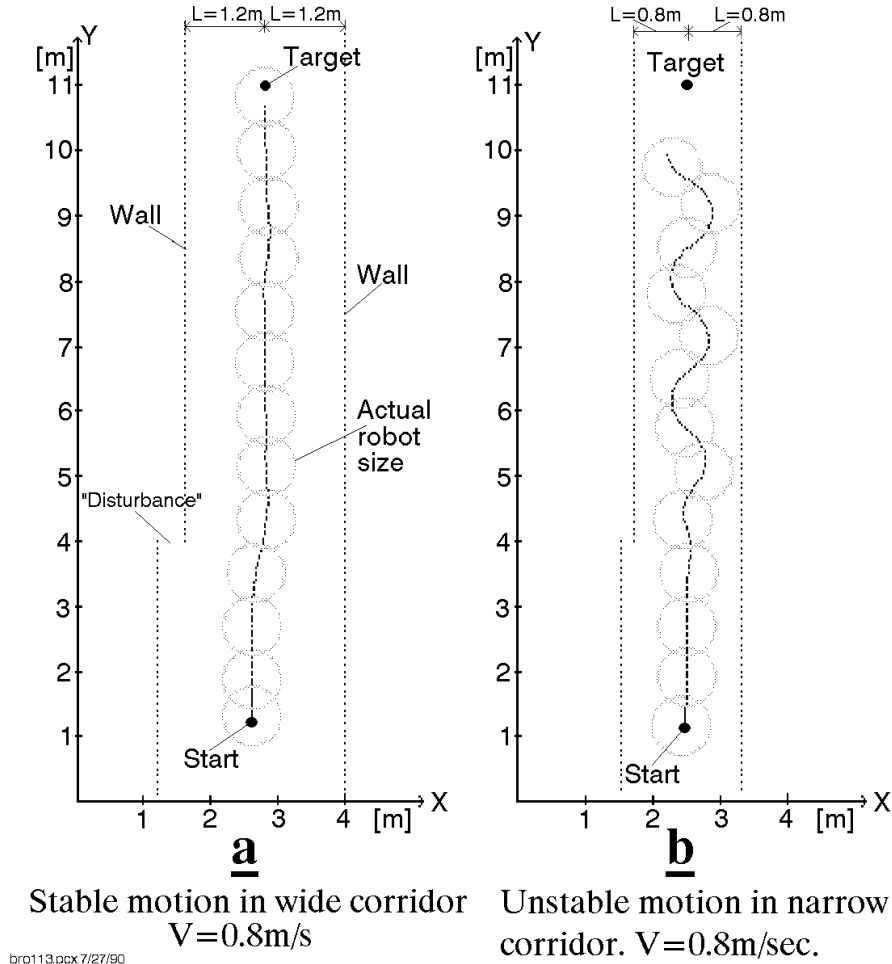 L=1.2m L=1.2m
Y
[m]
Target
11
10
9
8
7
6
5
4
3
2
1
Wall
Wall
Actual
robot
size
"Disturbance"
Start
1 2 3 4 [m] X
a
Stable motion in wide corridor
V=0.8m/s
bro113.pcx 7/27/90
L=0.8m L=0.8m
Y
[m]
Target
11
10
9
8
7
6
5
4
3
2
1
Start
1 2 3 4 [m] X
b
Unstable motion in narrow
corridor. V=0.8m/sec.